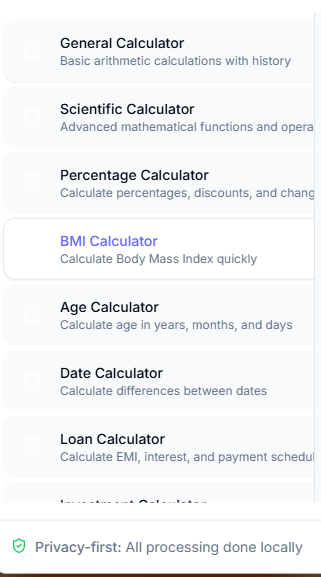 General Calculator
Basic arithmetic calculations with history
Scientific Calculator
Advanced mathematical functions and opera
Percentage Calculator
Calculate percentages, discounts, and chang
BMI Calculator
Calculate Body Mass Index quickly
Age Calculator
Calculate age in years, months, and days
Date Calculator
Calculate differences between dates
Loan Calculator
Calculate EMI, interest, and payment schedul
Investment Calculator
Privacy-first: All processing done locally